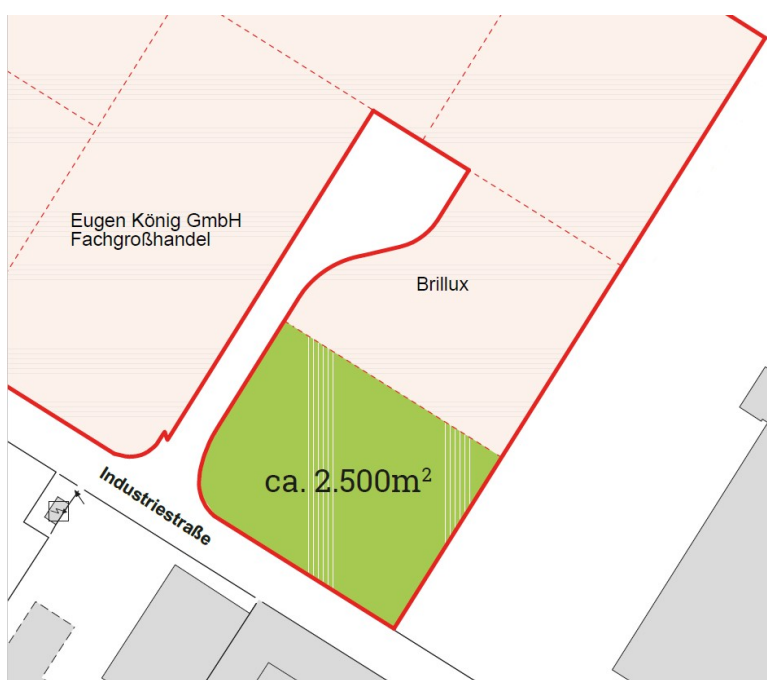 Eugen König GmbH
Fachgroßhandel
Brillux
ca. 2.500m²
Industriestraße